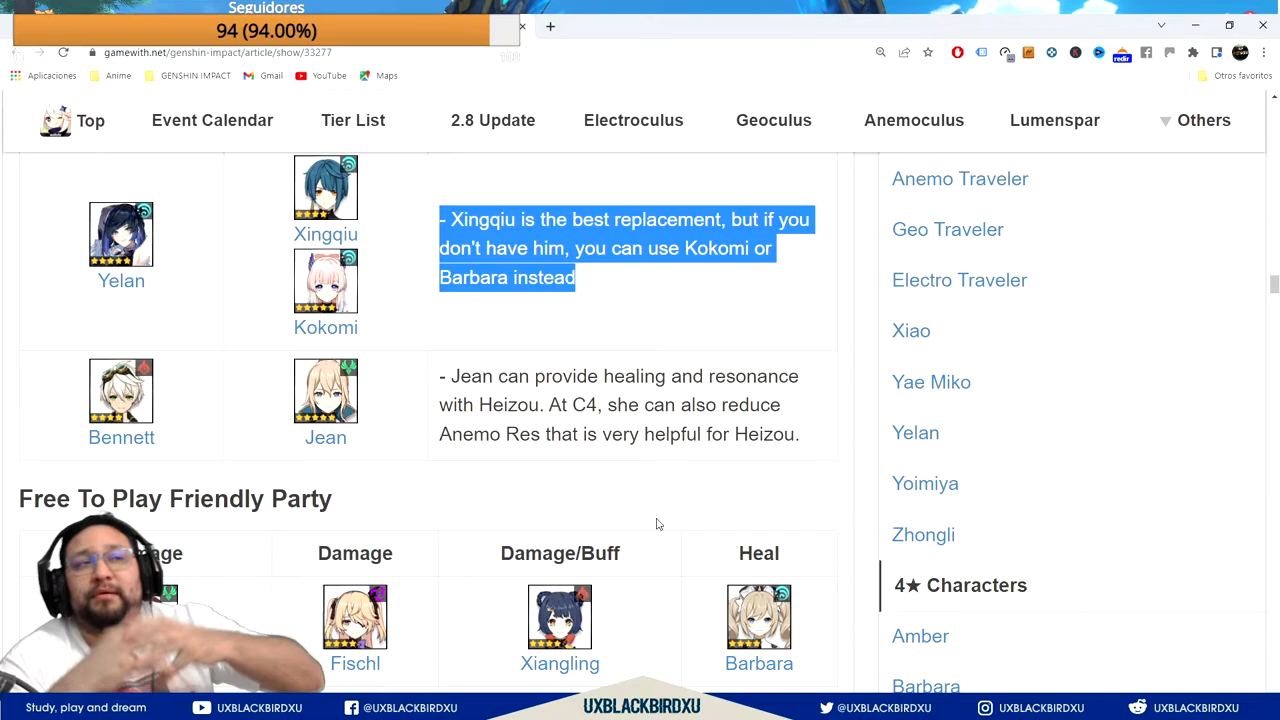 Seguidores
94 (94.00%)
100
gamewith.net/genshin-impact/article/show/33277
redir
Aplicaciones Anime GENSHIN IMPACT Gmail YouTube Maps Otros favoritos
Top Event Calendar Tier List 2.8 Update Electroculus Geoculus Anemoculus Lumenspar Others
Yelan
Xingqiu
Kokomi
- Xingqiu is the best replacement, but if you
don't have him, you can use Kokomi or
Barbara instead
Bennett
Jean
- Jean can provide healing and resonance
with Heizou. At C4, she can also reduce
Anemo Res that is very helpful for Heizou.
Free To Play Friendly Party
Damage Damage/Buff Heal
Fischl Xiangling Barbara
Anemo Traveler
Geo Traveler
Electro Traveler
Xiao
Yae Miko
Yelan
Yoimiya
Zhongli
4★ Characters
Amber
Barbara
Study, play and dream UXBLACKBIRDXU @UXBLACKBIRDXU UXBLACKBIRDXU @UXBLACKBIRDXU UXBLACKBIRDXU UXBLACKBIRDXU